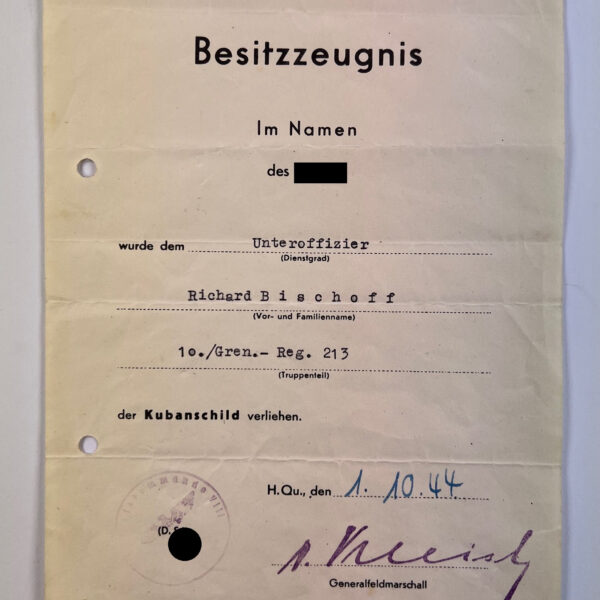 Besitzzeugnis
Im Namen
des
wurde dem Unteroffizier
(Dienstgrad)
Richard Bischoff
(Vor- und Familienname)
10./Gren.- Reg. 213
(Truppenteil)
der Kubanschild verliehen.
H.Qu., den 1. 10. 44
(D. S.
v. Kleist
Generalfeldmarschall